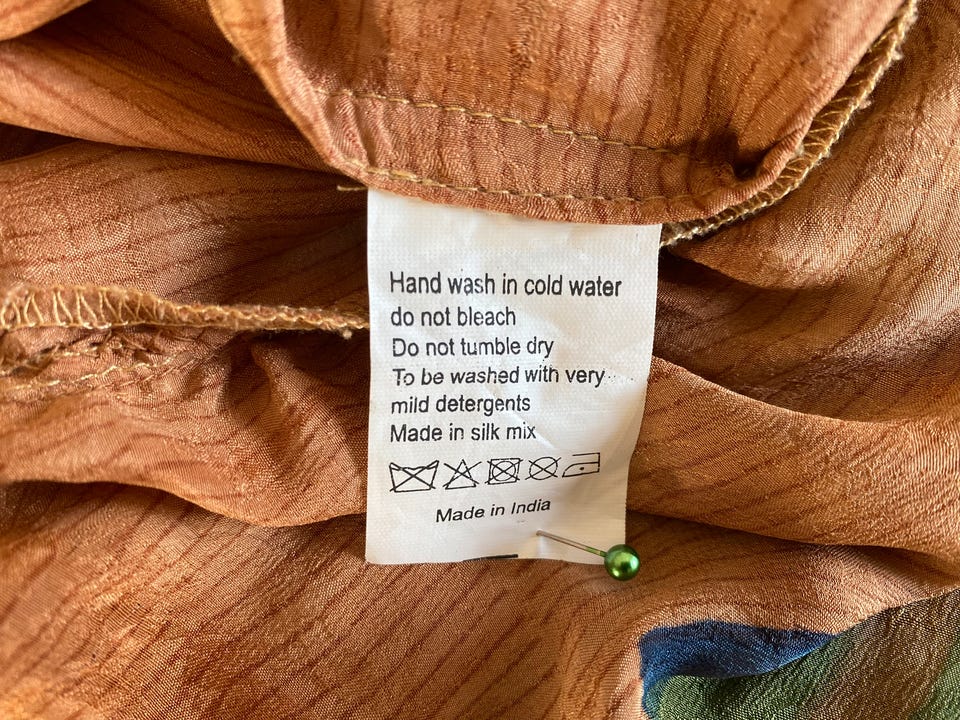 Hand wash in cold water
do not bleach
Do not tumble dry
To be washed with very
mild detergents
Made in silk mix
Made in India